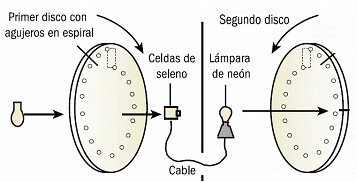 Primer disco con
agujeros en espiral
Celdas de
seleno
Cable
Segundo disco
Lámpara
de neón